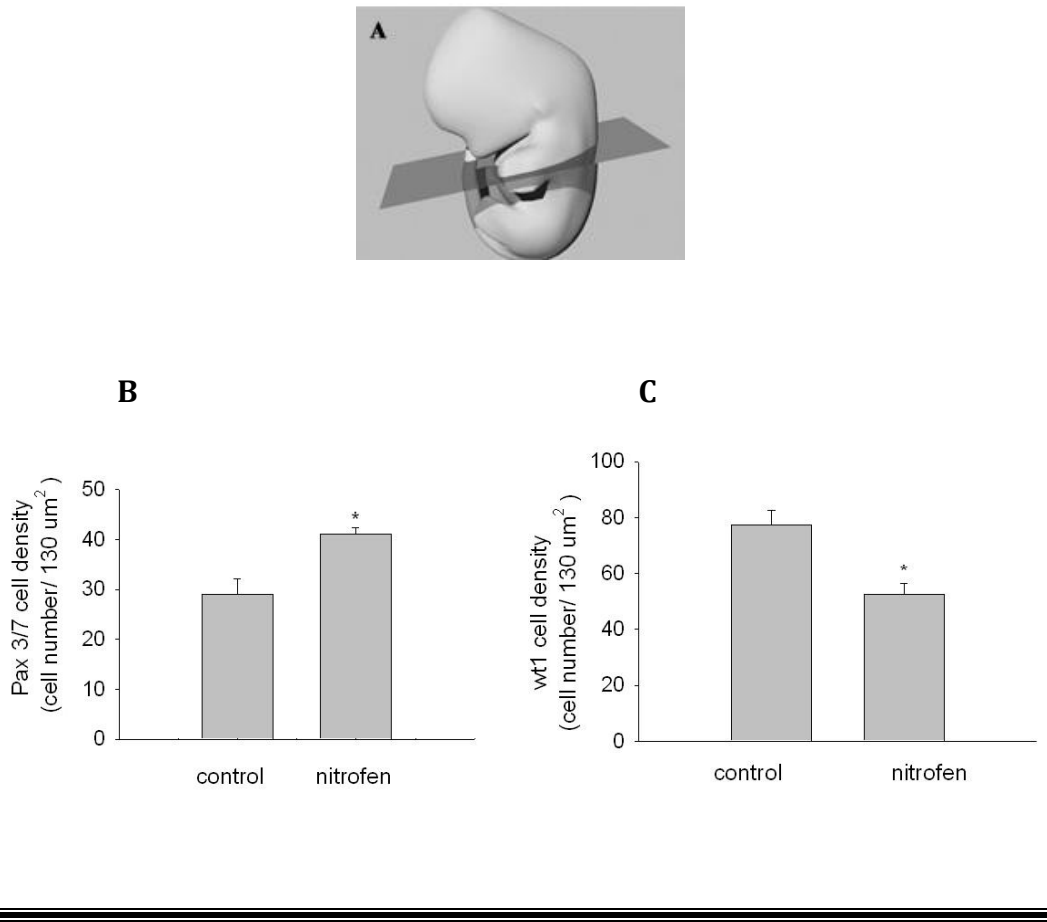 A
B
C
Pax 3/7 cell density
(cell number/ 130 um²)
50
40
30
20
10
0
*
control nitrofen
wt1 cell density
(cell number/ 130 um²)
100
80
60
40
20
0
*
control nitrofen